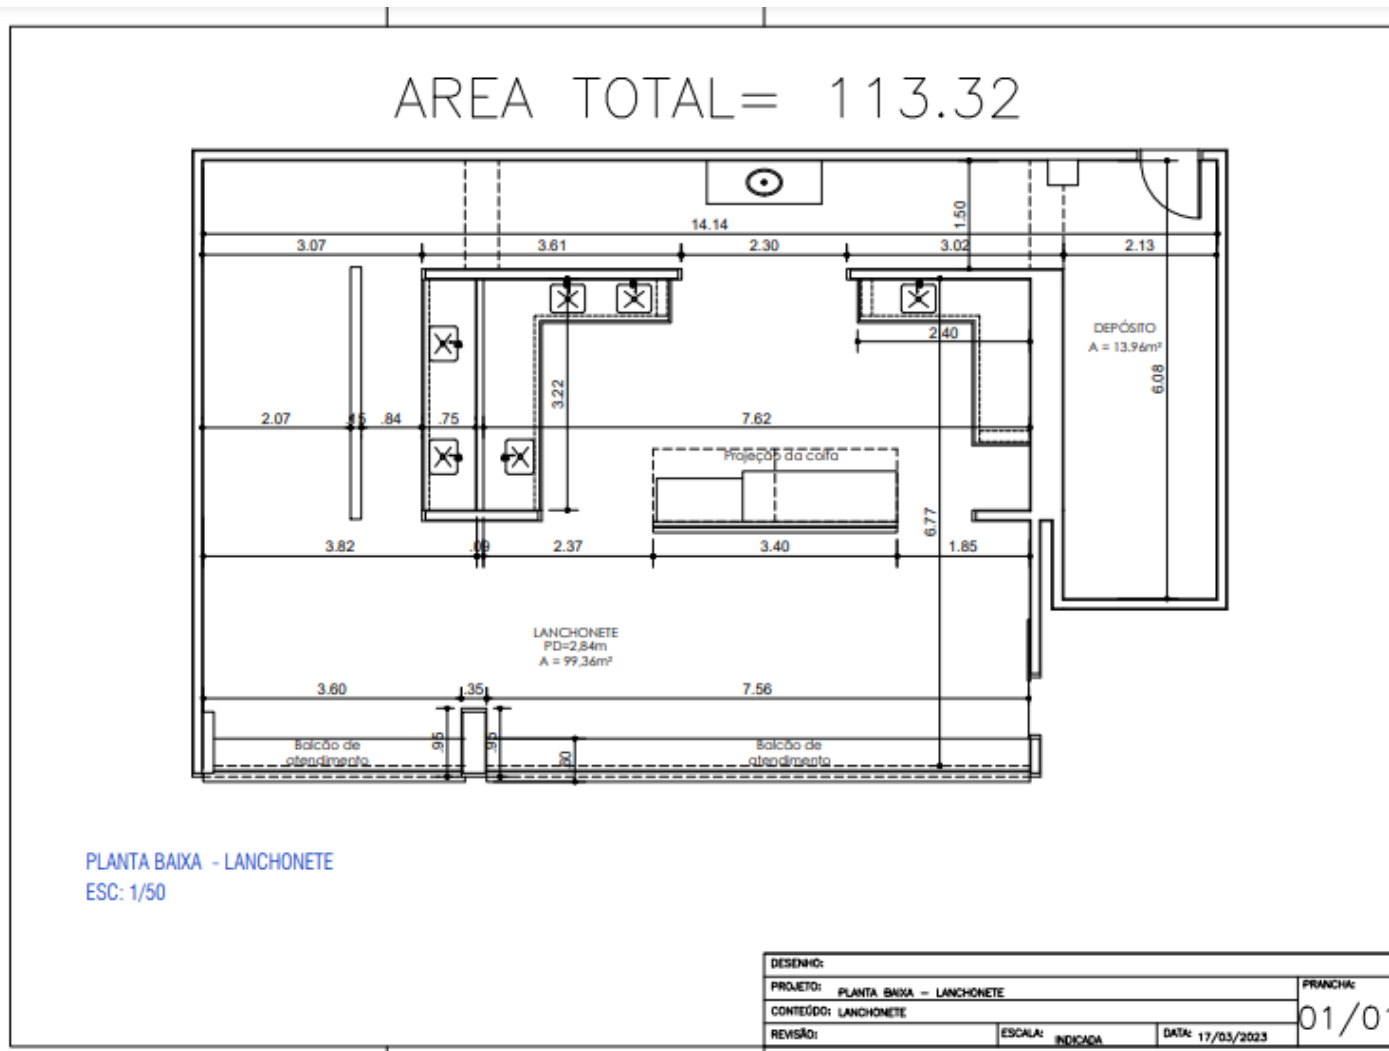 AREA TOTAL= 113.32
14.14
1.50
3.07
3.61
2.30
3.02
2.13
2.40
DEPÓSITO
A = 13.96m²
6.08
3.22
2.07
.15
.84
.75
7.62
Projeção da coifa
6.77
3.82
.09
2.37
3.40
1.85
LANCHONETE
PD=2,84m
A = 99,36m²
3.60
.35
7.56
.95
.95
.60
Balcão de
atendimento
Balcão de
atendimento
PLANTA BAIXA - LANCHONETE
ESC: 1/50
DESENHO:
PROJETO: PLANTA BAIXA - LANCHONETE
CONTEÚDO: LANCHONETE
REVISÃO:
ESCALA: INDICADA
DATA: 17/03/2023
PRANCHA:
01/01